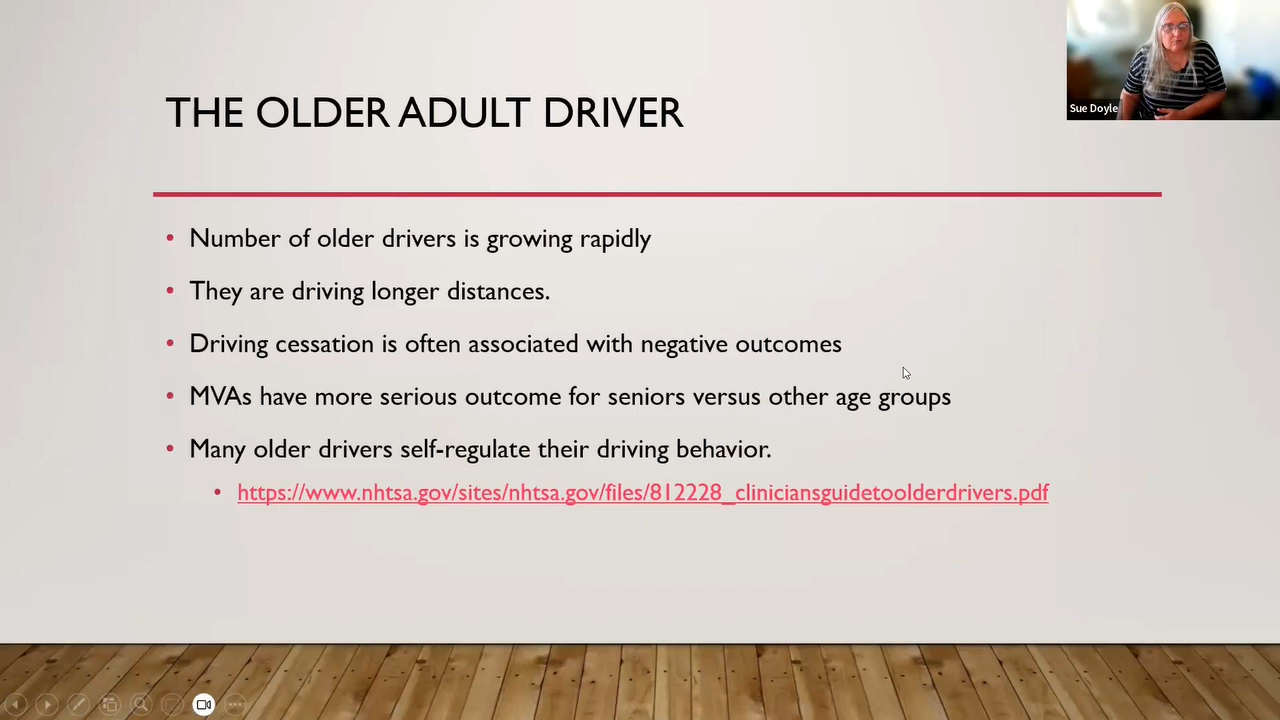 THE OLDER ADULT DRIVER
Sue Doyle
• Number of older drivers is growing rapidly
• They are driving longer distances.
• Driving cessation is often associated with negative outcomes
• MVAs have more serious outcome for seniors versus other age groups
• Many older drivers self-regulate their driving behavior.
• https://www.nhtsa.gov/sites/nhtsa.gov/files/812228_cliniciansguidetoolderdrivers.pdf